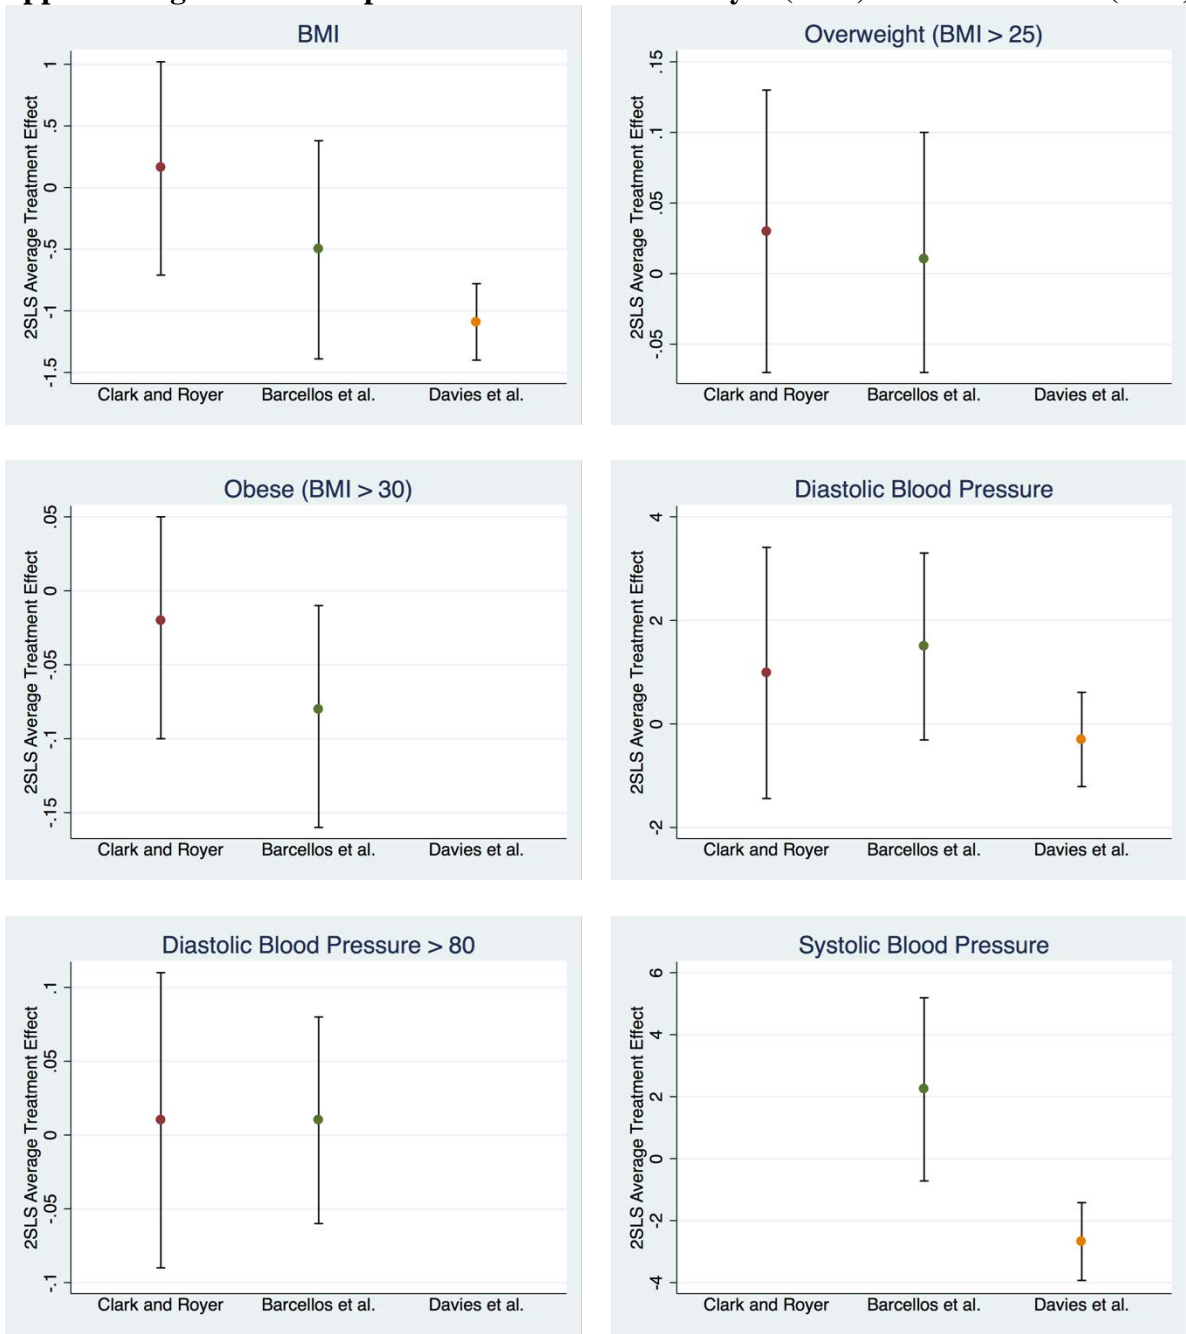 BMI
2SLS Average Treatment Effect
1
.5
0
-.5
-1
-1.5
Clark and Royer
Barcellos et al.
Davies et al.
Overweight (BMI > 25)
2SLS Average Treatment Effect
.15
.1
.05
0
-.05
Clark and Royer
Barcellos et al.
Davies et al.
Obese (BMI > 30)
2SLS Average Treatment Effect
.05
0
-.05
-.1
-.15
Clark and Royer
Barcellos et al.
Davies et al.
Diastolic Blood Pressure
2SLS Average Treatment Effect
4
2
0
-2
Clark and Royer
Barcellos et al.
Davies et al.
Diastolic Blood Pressure > 80
2SLS Average Treatment Effect
.1
.05
0
-.05
-.1
Clark and Royer
Barcellos et al.
Davies et al.
Systolic Blood Pressure
2SLS Average Treatment Effect
6
4
2
0
-2
-4
Clark and Royer
Barcellos et al.
Davies et al.